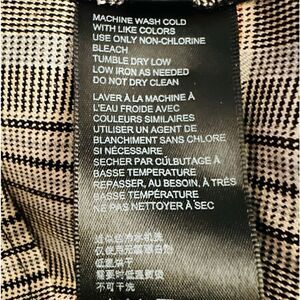 MACHINE WASH COLD
WITH LIKE COLORS
USE ONLY NON-CHLORINE
BLEACH
TUMBLE DRY LOW
LOW IRON AS NEEDED
DO NOT DRY CLEAN
LAVER À LA MACHINE À
L'EAU FROIDE AVEC
COULEURS SIMILAIRES
UTILISER UN AGENT DE
BLANCHIMENT SANS CHLORE
SI NÉCESSAIRE
SECHER PAR CULBUTAGE À
BASSE TEMPERATURE
REPASSER, AU BESOIN, À TRÈS
BASSE TEMPÉRATURE
NE PAS NETTOYER À SEC
低温烘干
不可干洗